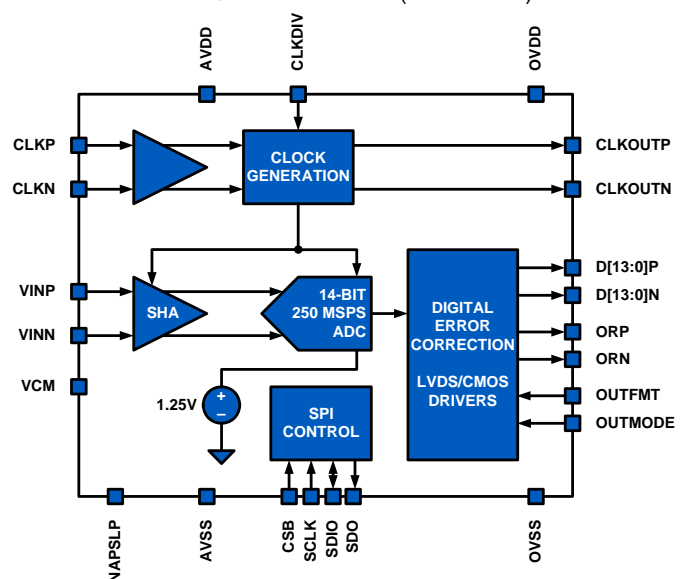 AVDD
CLKDIV
OVDD
CLKP
CLKN
CLOCK
GENERATION
CLKOUTP
CLKOUTN
VINP
VINN
SHA
14-BIT
250 MSPS
ADC
DIGITAL
ERROR
CORRECTION
LVDS/CMOS
DRIVERS
D[13:0]P
D[13:0]N
ORP
ORN
OUTFMT
OUTMODE
VCM
1.25V
+
–
SPI
CONTROL
NAPSLP
AVSS
CSB
SCLK
SDIO
SDO
OVSS